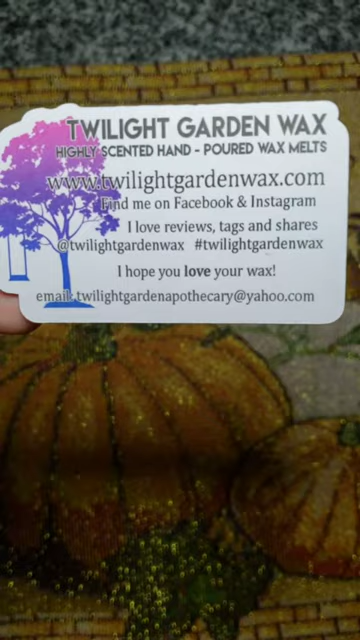 TWILIGHT GARDEN WAX
HIGHLY SCENTED HAND - POURED WAX MELTS
www.twilightgardenwax.com
Find me on Facebook & Instagram
I love reviews, tags and shares
@twilightgardenwax #twilightgardenwax
I hope you love your wax!
email:twilightgardenapothecary@yahoo.com